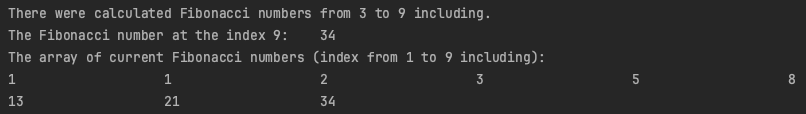 There were calculated Fibonacci numbers from 3 to 9 including.
The Fibonacci number at the index 9:    34
The array of current Fibonacci numbers (index from 1 to 9 including):
1 1 2 3 5 8
13 21 34